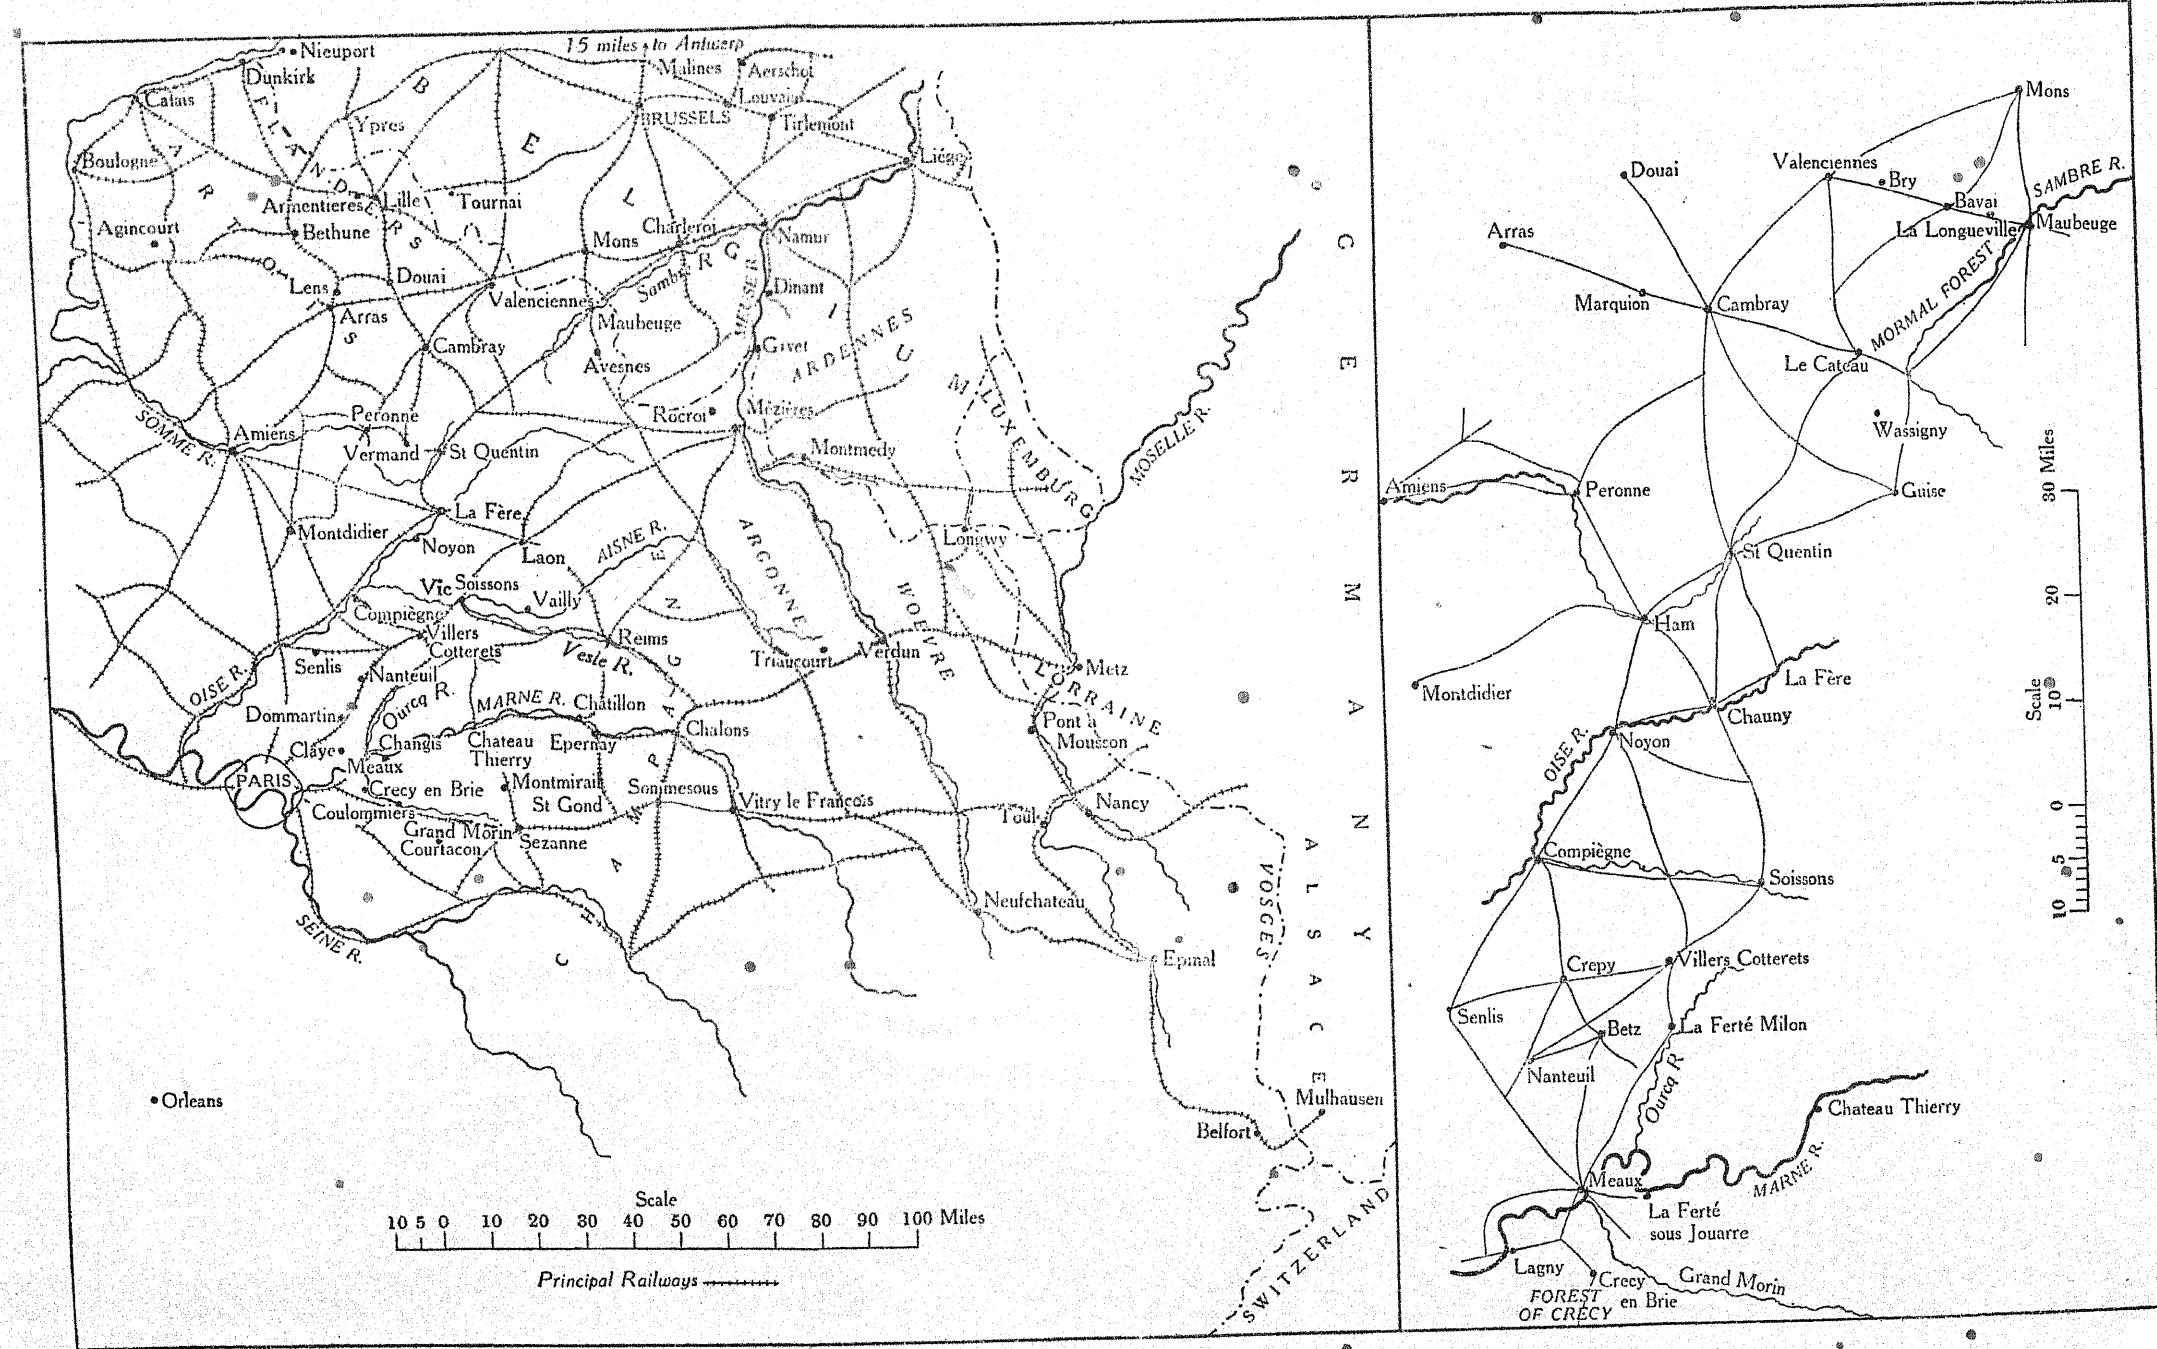 Nieuport
Dunkirk
15 miles to Antwerp
Malines
Aerschot
Calais
Louvain
Ypres
BRUSSELS
Tirlemont
FLANDERS
BELGIUM
Boulogne
Liége
ARTOIS
Armentieres
Lille
Tournai
Agincourt
Bethune
Mons
Charleroi
Namur
Lens
Douai
Sambre R
MEUSE R
Dinant
Valenciennes
Arras
Maubeuge
Cambray
Givet
ARDENNES
Avesnes
LUXEMBURG
Rocroi
Mézières
SOMME R.
Amiens
Peronne
Vermand
St Quentin
Montmedy
MOSELLE R.
La Fère
Montdidier
Noyon
Laon
AISNE R.
ARGONNE
Longwy
Vic
Soissons
Vailly
WOEVRE
Compiègne
Villers
Cotterets
Reims
Vesle R.
Senlis
Nanteuil
Triaucourt
Verdun
Metz
OISE R.
Ourcq R.
MARNE R.
Châtillon
LORRAINE
Dommartin
Claye
Changis
Chateau
Thierry
Epernay
Chalons
Pont à
Mousson
Meaux
PARIS
Crecy en Brie
Montmirail
St Gond
Sommesous
Vitry le François
Toul
Nancy
Coulommiers
Grand Morin
Courtacon
Sezanne
CHAMPAGNE
SEINE R.
Neufchateau
VOSGES
ALSACE
GERMANY
Epinal
Orleans
Mulhausen
Belfort
SWITZERLAND
Scale
10 5 0 10 20 30 40 50 60 70 80 90 100 Miles
Principal Railways
Mons
Douai
Valenciennes
Bry
SAMBRE R.
Bavai
La Longueville
Maubeuge
Arras
Marquion
Cambray
MORMAL FOREST
Le Cateau
Wassigny
Amiens
Peronne
Guise
St Quentin
Ham
Montdidier
La Fère
Chauny
Noyon
OISE R.
Compiègne
Soissons
Crepy
Villers Cotterets
Senlis
Betz
La Ferté Milon
Nanteuil
Ourcq R
Chateau Thierry
MARNE R.
Meaux
La Ferté
sous Jouarre
Lagny
Crecy
en Brie
Grand Morin
FOREST
OF CRÉCY
Scale
10 5 0 10 20 30 Miles